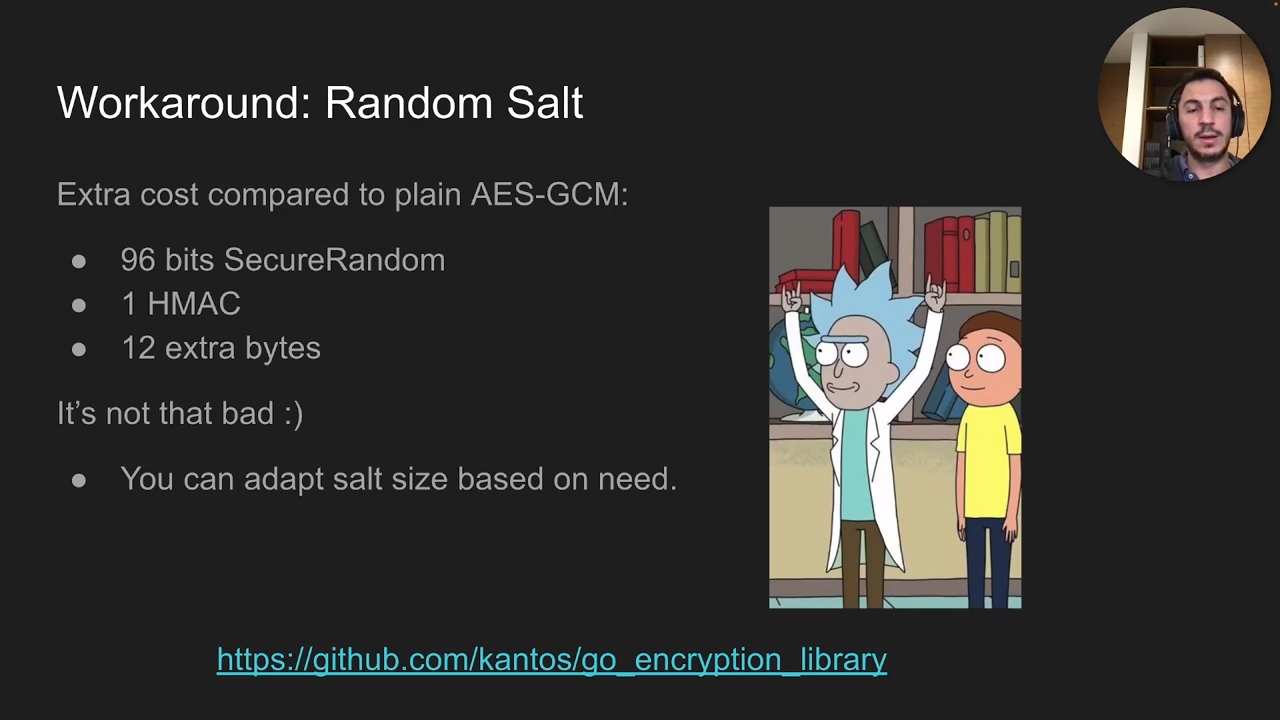 Workaround: Random Salt
Extra cost compared to plain AES-GCM:
● 96 bits SecureRandom
● 1 HMAC
● 12 extra bytes
It’s not that bad :)
● You can adapt salt size based on need.
https://github.com/kantos/go_encryption_library